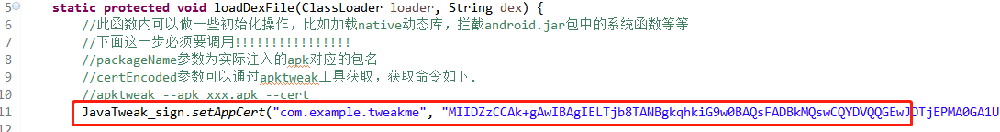 5 static protected void loadDexFile(ClassLoader loader, String dex) {
6 //此函数内可以做一些初始化操作，比如加载native动态库，拦截android.jar包中的系统函数等等
7 //下面这一步必须要调用!!!!!!!!!!!!!!!!
8 //packageName参数为实际注入的apk对应的包名
9 //certEncoded参数可以通过apktweak工具获取，获取命令如下.
10 //apktweak --apk xxx.apk --cert
11 JavaTweak_sign.setAppCert("com.example.tweakme", "MIIDZzCCAk+gAwIBAgIELTjb8TANBgkqhkiG9w0BAQsFADBkMQswCQYDVQQGEwJDTjEPMA0GA1U
12